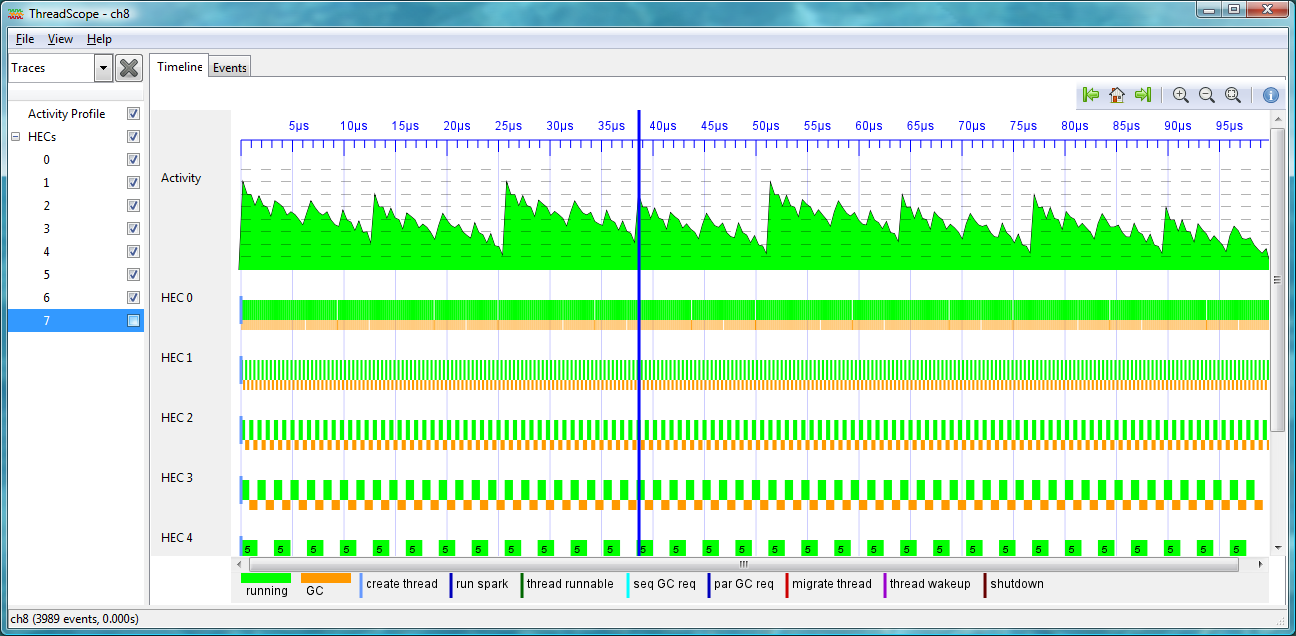 ThreadScope - ch8
File View Help
Traces
Timeline Events
Activity Profile
HECs
0
1
2
3
4
5
6
7
5µs 10µs 15µs 20µs 25µs 30µs 35µs 40µs 45µs 50µs 55µs 60µs 65µs 70µs 75µs 80µs 85µs 90µs 95µs
Activity
HEC 0
HEC 1
HEC 2
HEC 3
HEC 4
5 5 5 5 5 5 5 5 5 5 5 5 5 5 5 5 5 5 5 5 5 5 5 5 5 5 5 5 5 5 5
running GC create thread run spark thread runnable seq GC req par GC req migrate thread thread wakeup shutdown
ch8 (3989 events, 0.000s)